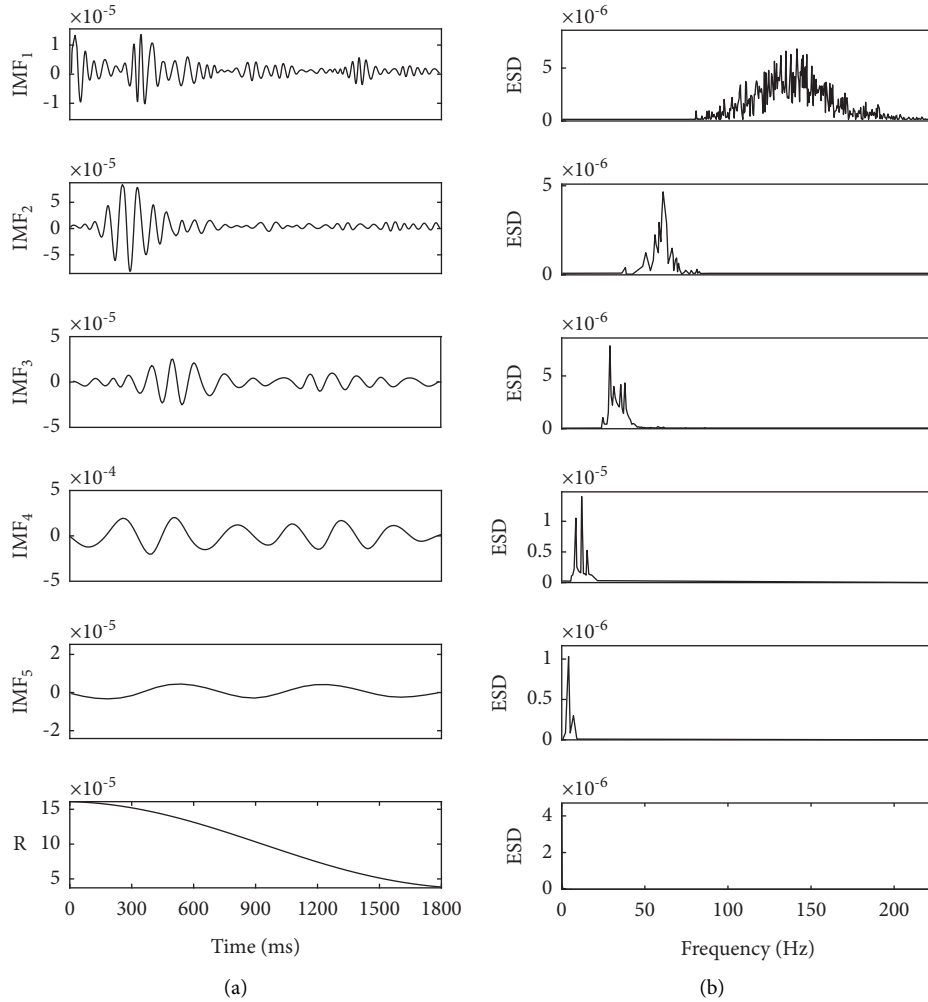 ×10-5
IMF1
1
0
-1
×10-5
IMF2
5
0
-5
×10-5
IMF3
5
0
-5
×10-4
IMF4
5
0
-5
×10-5
IMF5
2
0
-2
×10-5
R
15
10
5
0 300 600 900 1200 1500 1800
Time (ms)
(a)
×10-6
ESD
5
0
×10-6
ESD
5
0
×10-6
ESD
5
0
×10-5
ESD
1
0.5
0
×10-6
ESD
1
0.5
0
×10-6
ESD
4
2
0
0 50 100 150 200
Frequency (Hz)
(b)